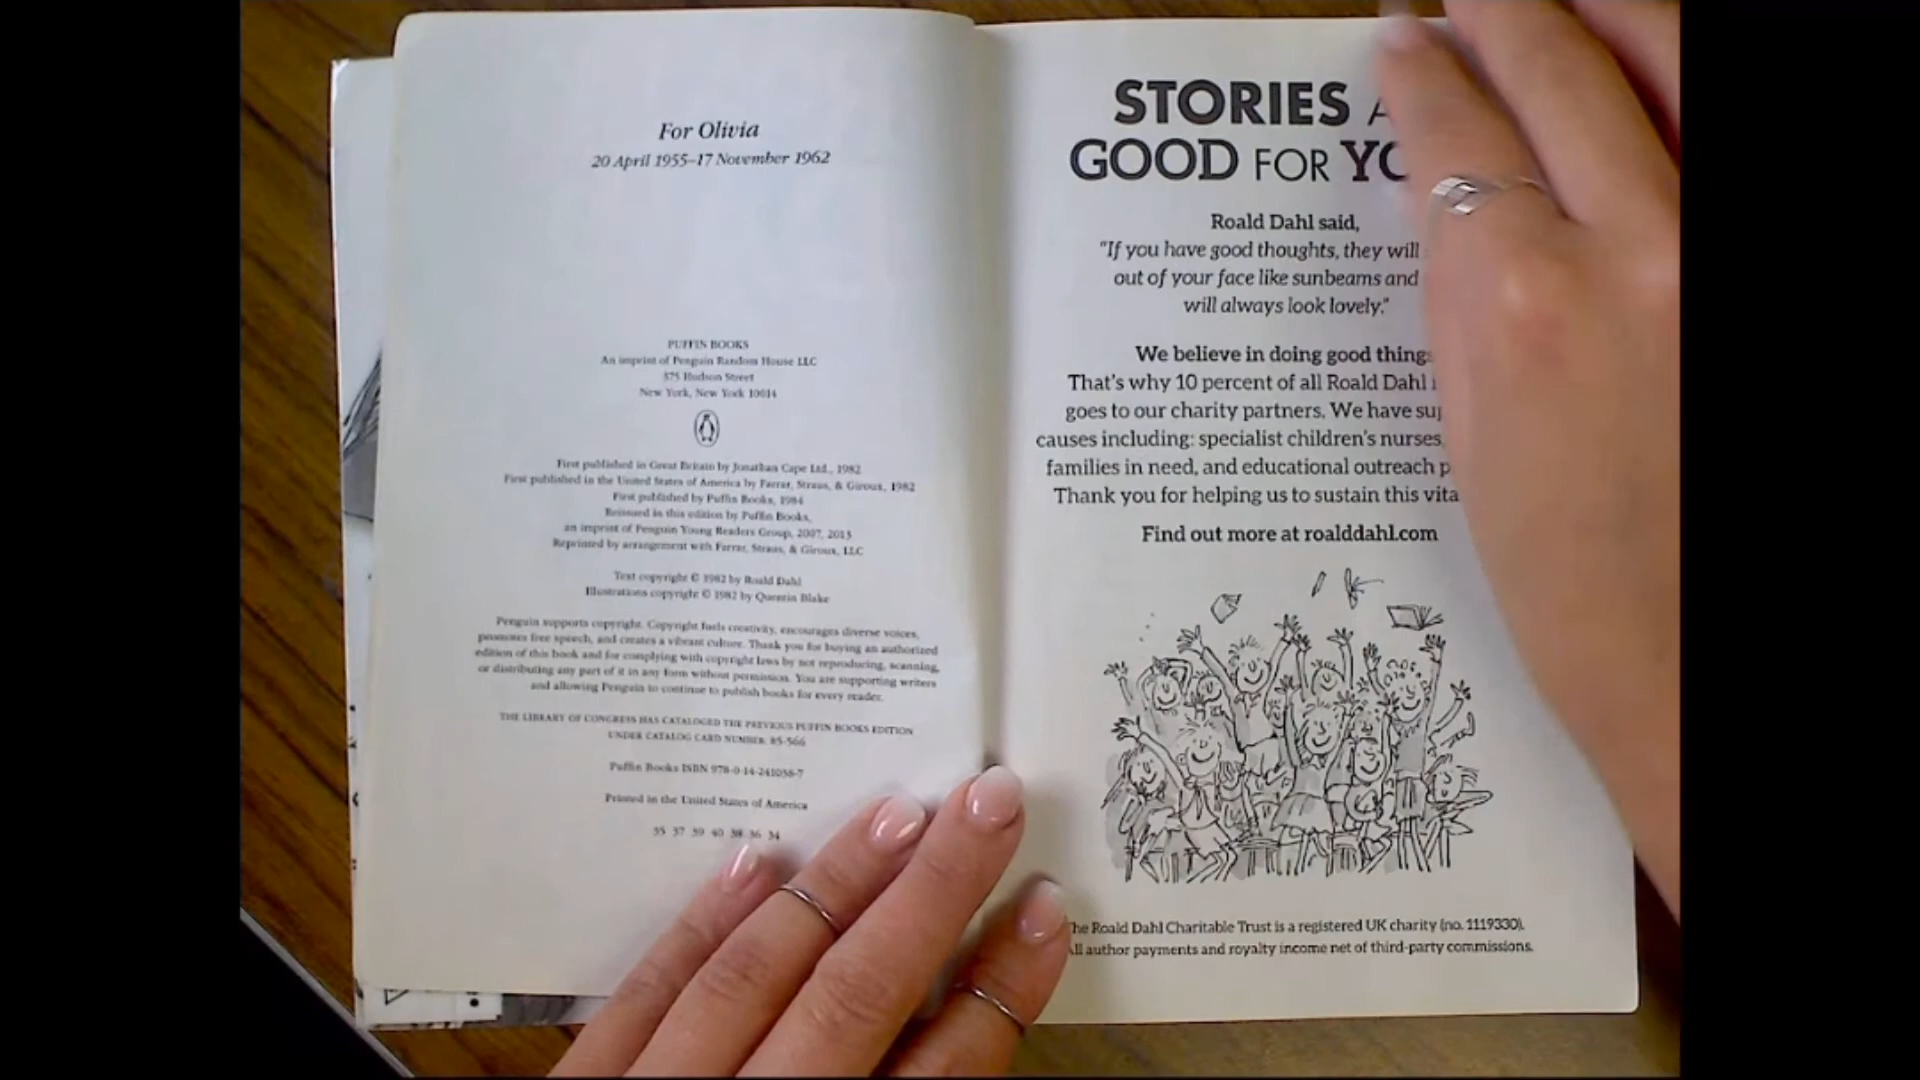 For Olivia
20 April 1955–17 November 1962
PUFFIN BOOKS
An imprint of Penguin Random House LLC
375 Hudson Street
New York, New York 10014
First published in Great Britain by Jonathan Cape Ltd., 1982
First published in the United States of America by Farrar, Straus, & Giroux, 1982
First published by Puffin Books, 1984
Reissued in this edition by Puffin Books,
an imprint of Penguin Young Readers Group, 2007, 2013
Reprinted by arrangement with Farrar, Straus, & Giroux, LLC
Text copyright © 1982 by Roald Dahl
Illustrations copyright © 1982 by Quentin Blake
Penguin supports copyright. Copyright fuels creativity, encourages diverse voices,
promotes free speech, and creates a vibrant culture. Thank you for buying an authorized
edition of this book and for complying with copyright laws by not reproducing, scanning,
or distributing any part of it in any form without permission. You are supporting writers
and allowing Penguin to continue to publish books for every reader.
THE LIBRARY OF CONGRESS HAS CATALOGED THE PREVIOUS PUFFIN BOOKS EDITION
UNDER CATALOG CARD NUMBER: 85-566
Puffin Books ISBN 978-0-14-241038-7
Printed in the United States of America
35 37 39 40 38 36 34
STORIES
GOOD FOR
Roald Dahl said,
"If you have good thoughts, they will
out of your face like sunbeams and
will always look lovely."
We believe in doing good things
That's why 10 percent of all Roald Dahl
goes to our charity partners. We have
causes including: specialist children's nurses,
families in need, and educational outreach
Thank you for helping us to sustain this
Find out more at roalddahl.com
he Roald Dahl Charitable Trust is a registered UK charity (no. 1119330).
ll author payments and royalty income net of third-party commissions.